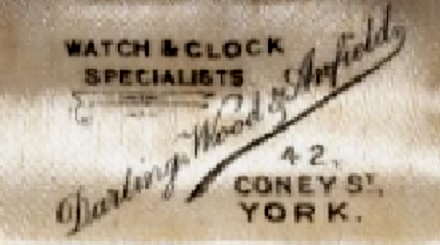 WATCH & CLOCK
SPECIALISTS
Darling, Wood & Anfield,
42,
CONEY ST,
YORK.